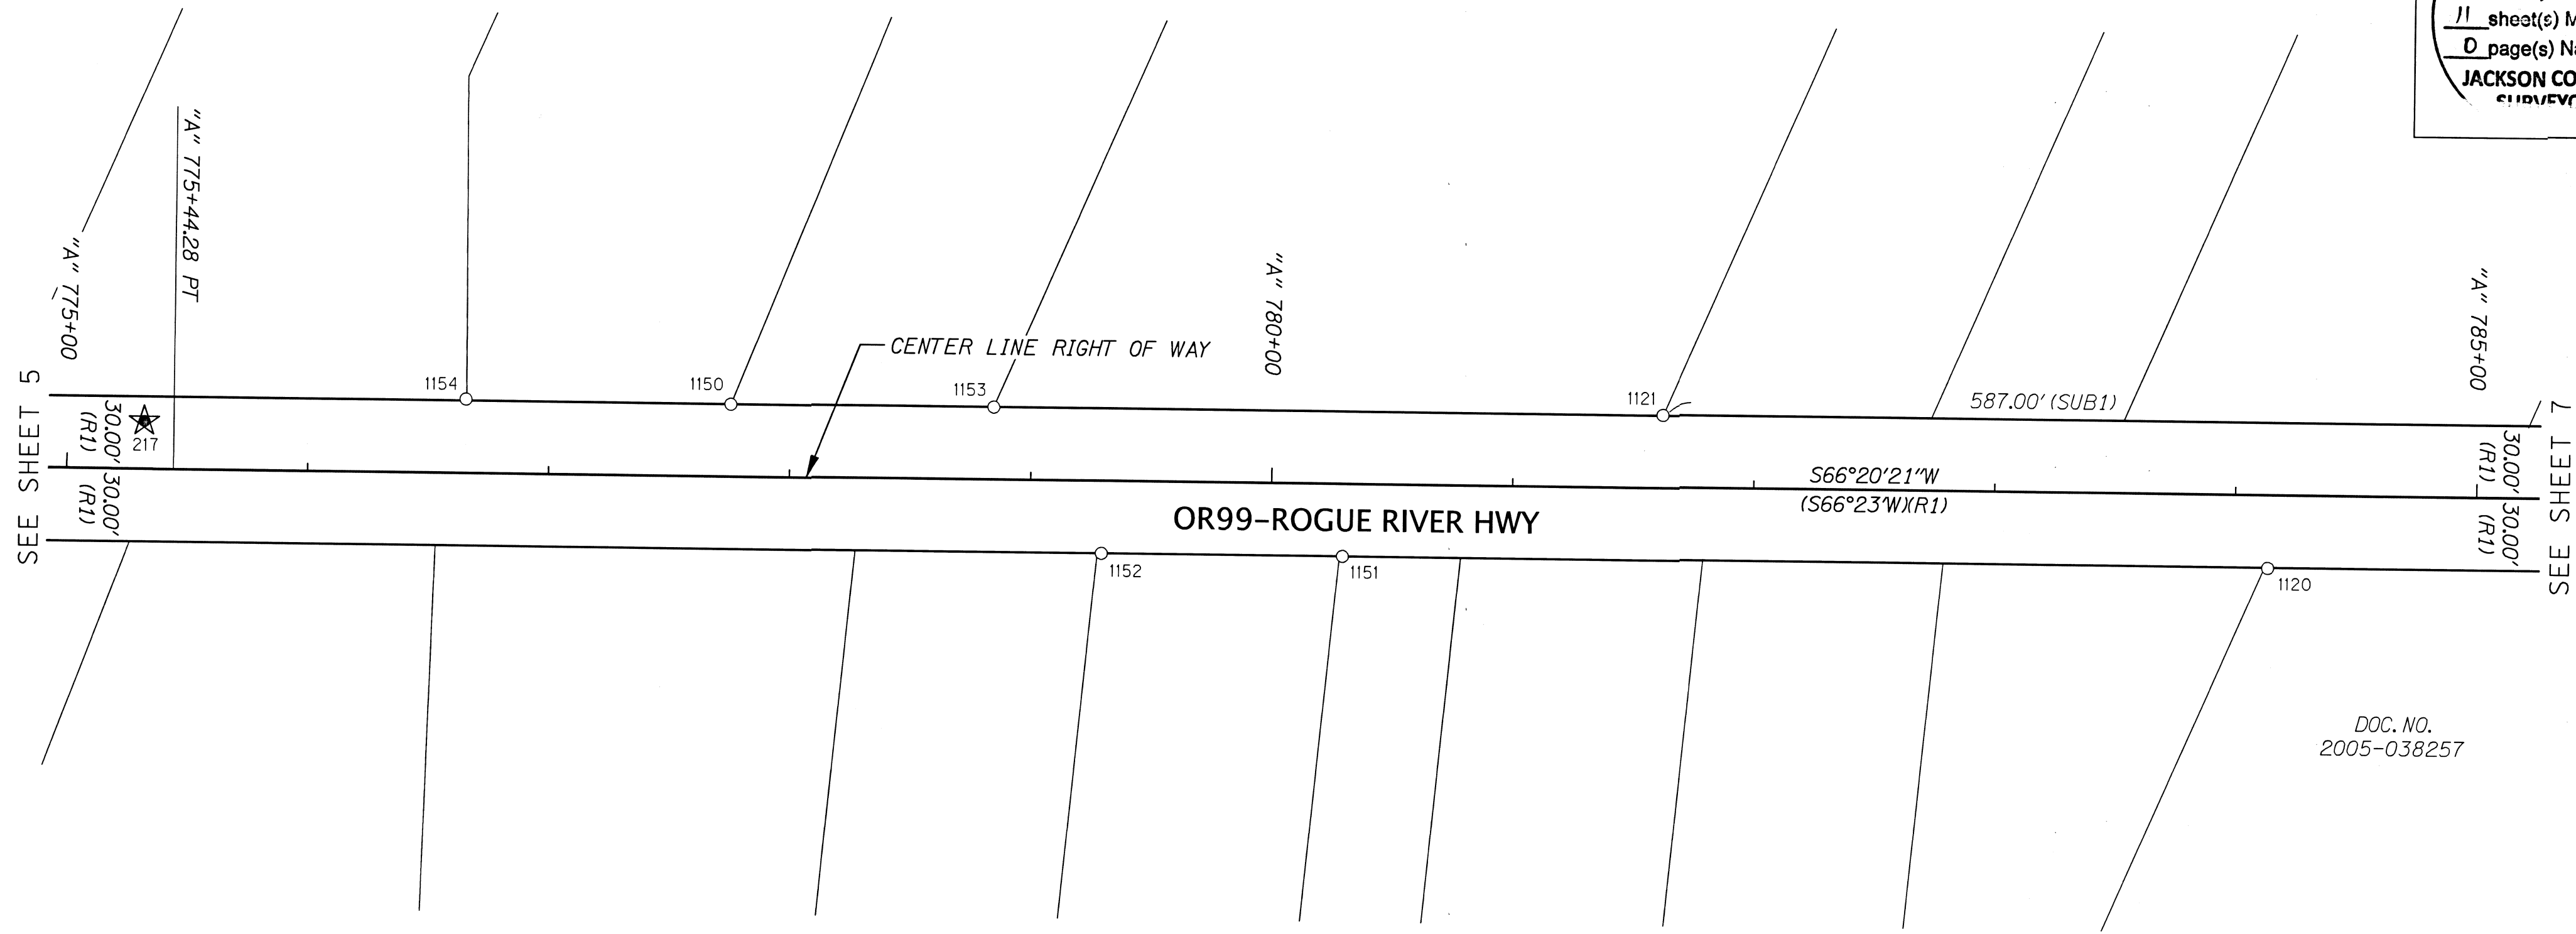 11 sheet(s) M
0 page(s) Na
JACKSON CO
SURVEYO
"A" 775+00
"A" 775+44.28 PT
"A" 780+00
"A" 785+00
CENTER LINE RIGHT OF WAY
SEE SHEET 5
30.00'
(R1)
217
1154
1150
1153
1121
587.00' (SUB1)
30.00'
(R1)
SEE SHEET 7
S66°20'21"W
(S66°23'W)(R1)
30.00'
(R1)
OR99-ROGUE RIVER HWY
30.00'
(R1)
1152
1151
1120
DOC. NO.
2005-038257